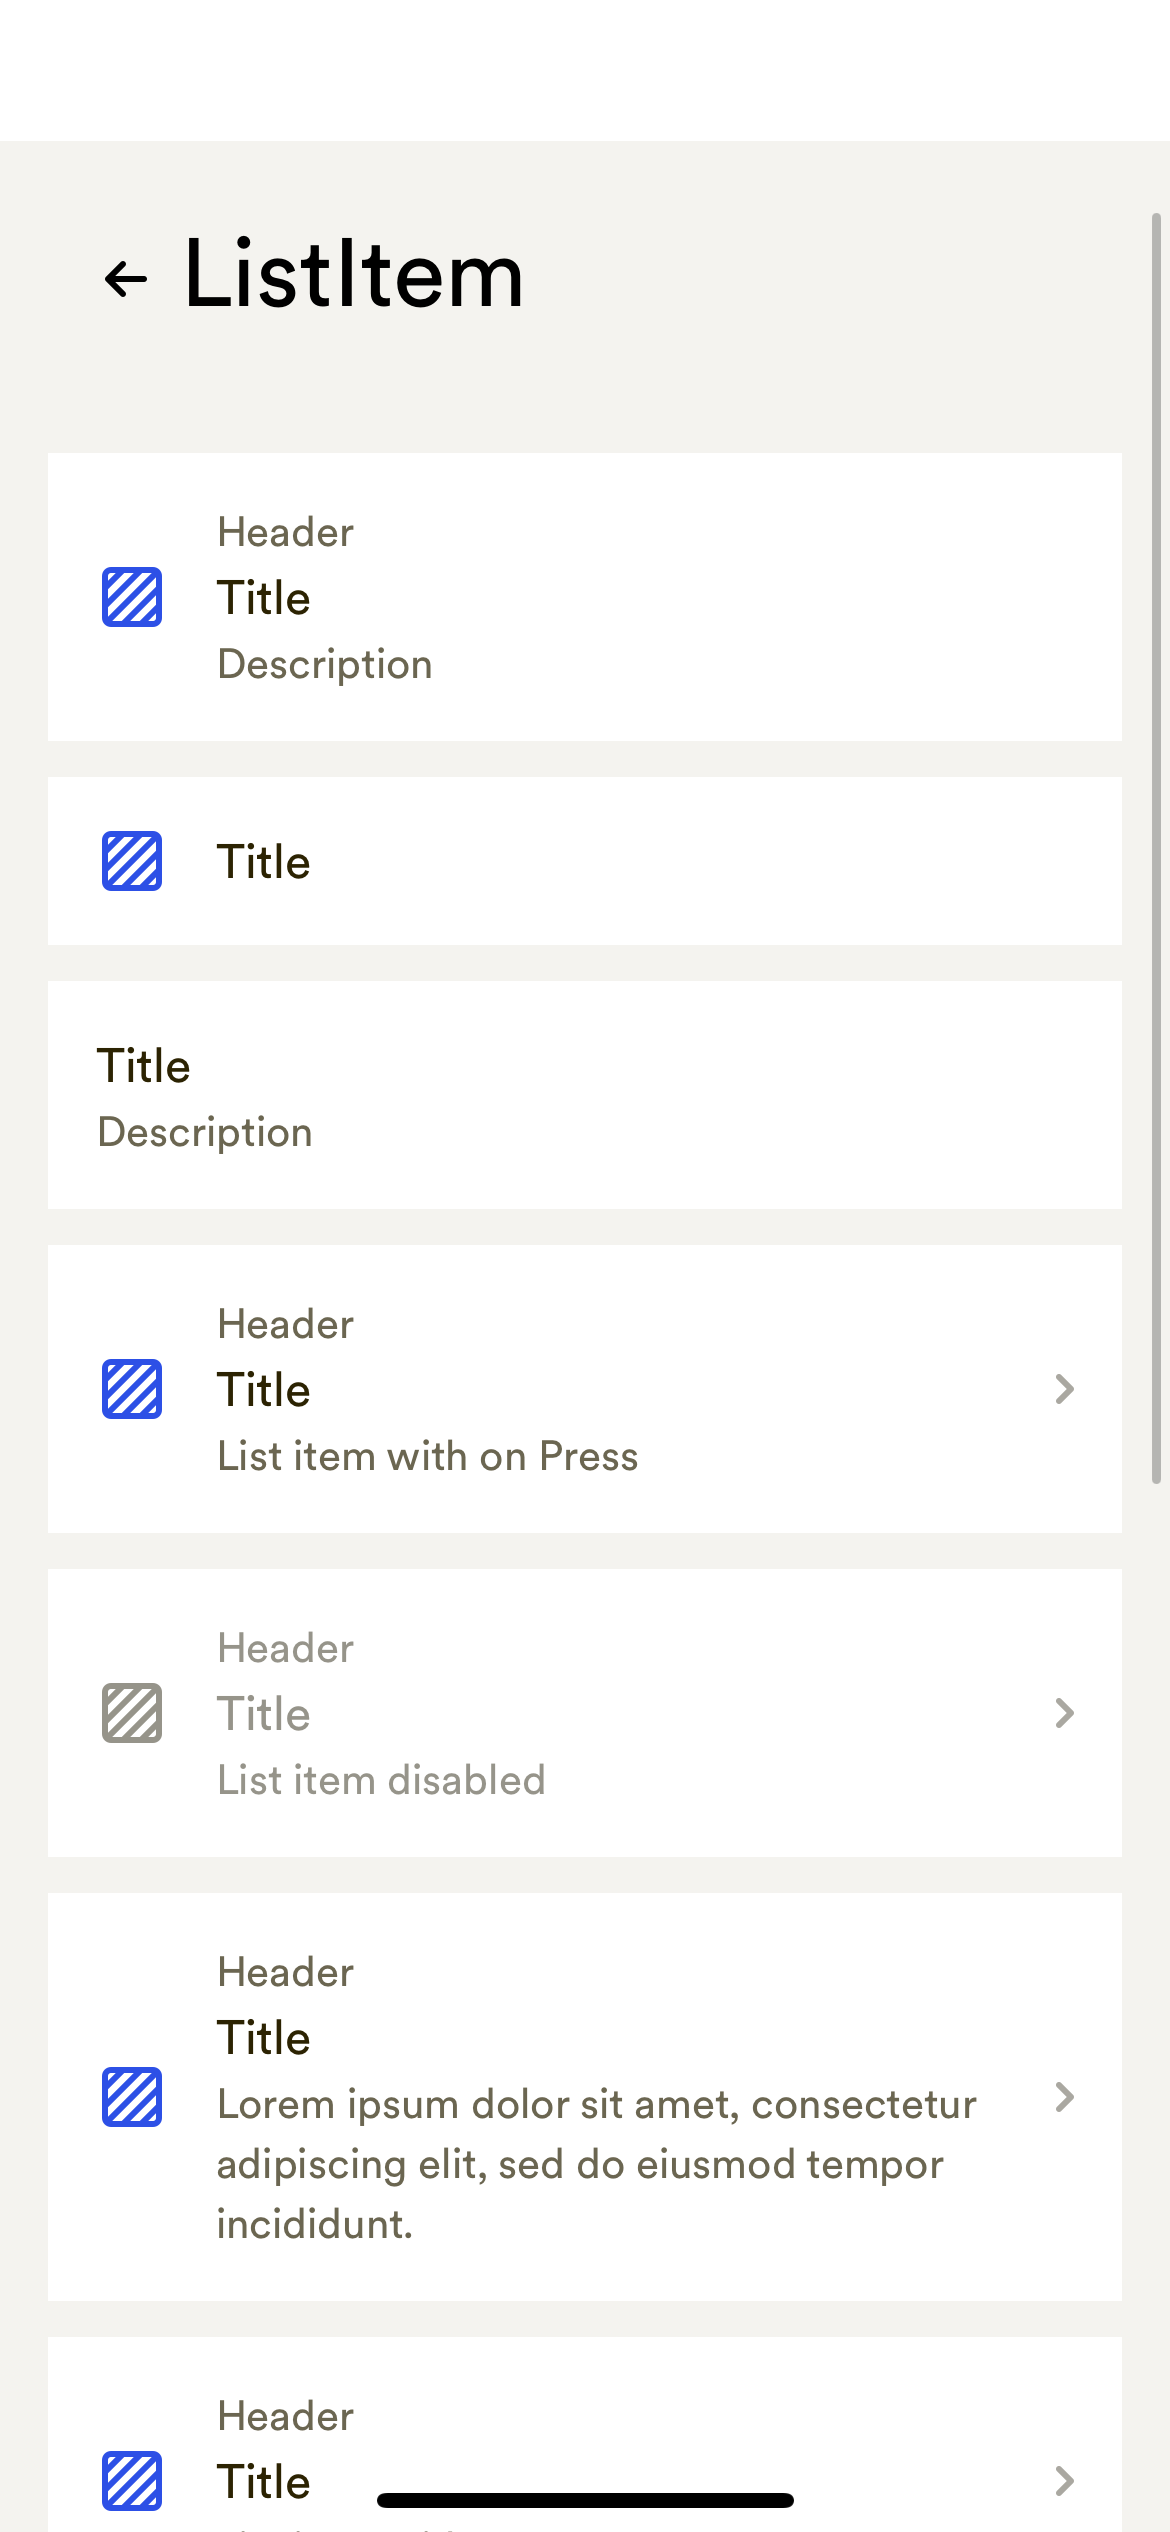 ListItem
Header
Title
Description
Title
Title
Description
Header
Title
List item with on Press
Header
Title
List item disabled
Header
Title
Lorem ipsum dolor sit amet, consectetur
adipiscing elit, sed do eiusmod tempor
incididunt.
Header
Title